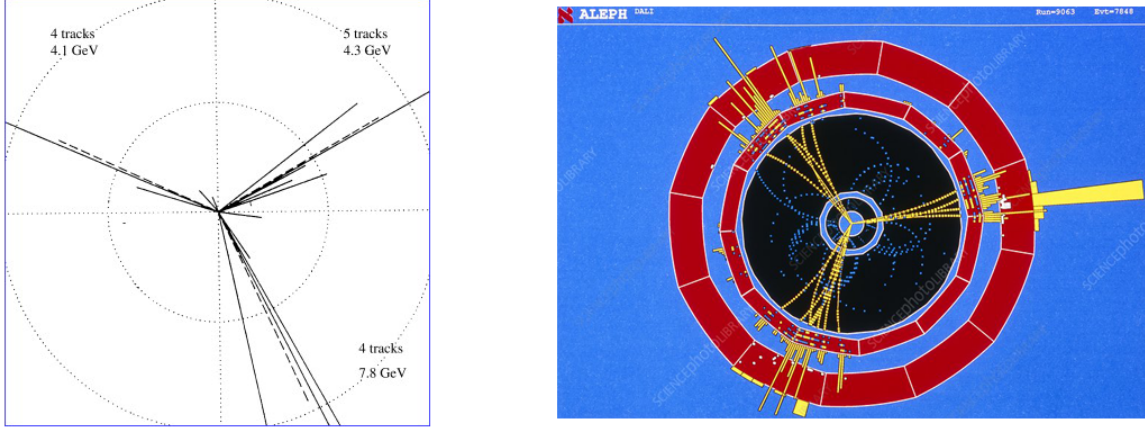 4 tracks
4.1 GeV
5 tracks
4.3 GeV
4 tracks
7.8 GeV
ALEPH DALI
Run=9063 Evt=7848
SCIENCEphotoLIBRARY